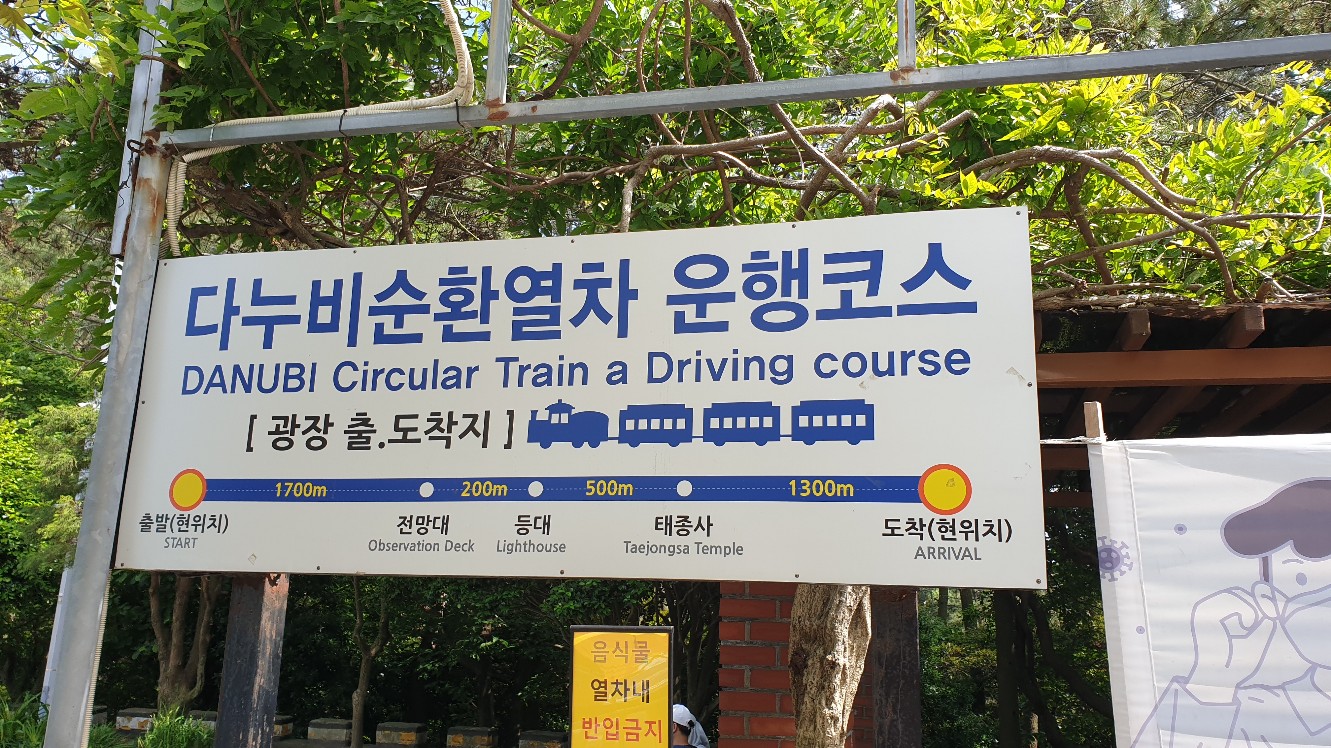 다누비순환열차 운행코스
DANUBI Circular Train a Driving course
[ 광장 출.도착지 ]
1700m 200m 500m 1300m
출발(현위치) 전망대 등대 태종사 도착(현위치)
START Observation Deck Lighthouse Taejongsa Temple ARRIVAL
음식물
열차내
반입금지